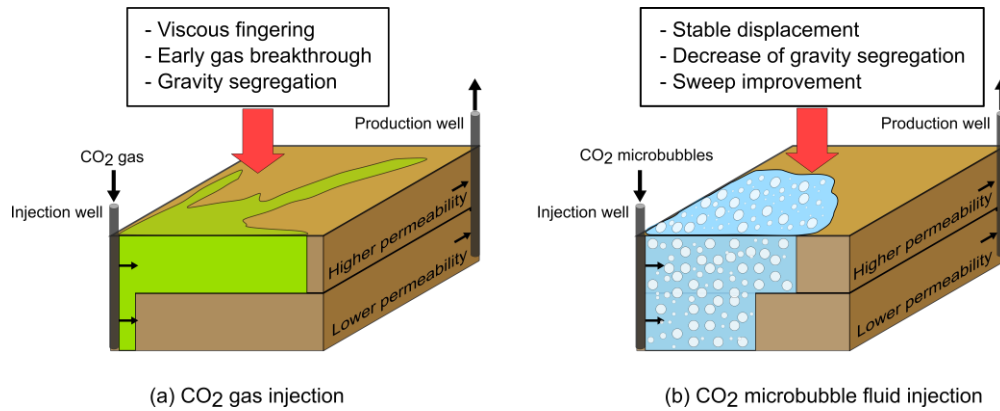 - Viscous fingering
- Early gas breakthrough
- Gravity segregation
Production well
CO2 gas
Injection well
Higher permeability
Lower permeability
(a) CO2 gas injection
- Stable displacement
- Decrease of gravity segregation
- Sweep improvement
Production well
CO2 microbubbles
Injection well
Higher permeability
Lower permeability
(b) CO2 microbubble fluid injection